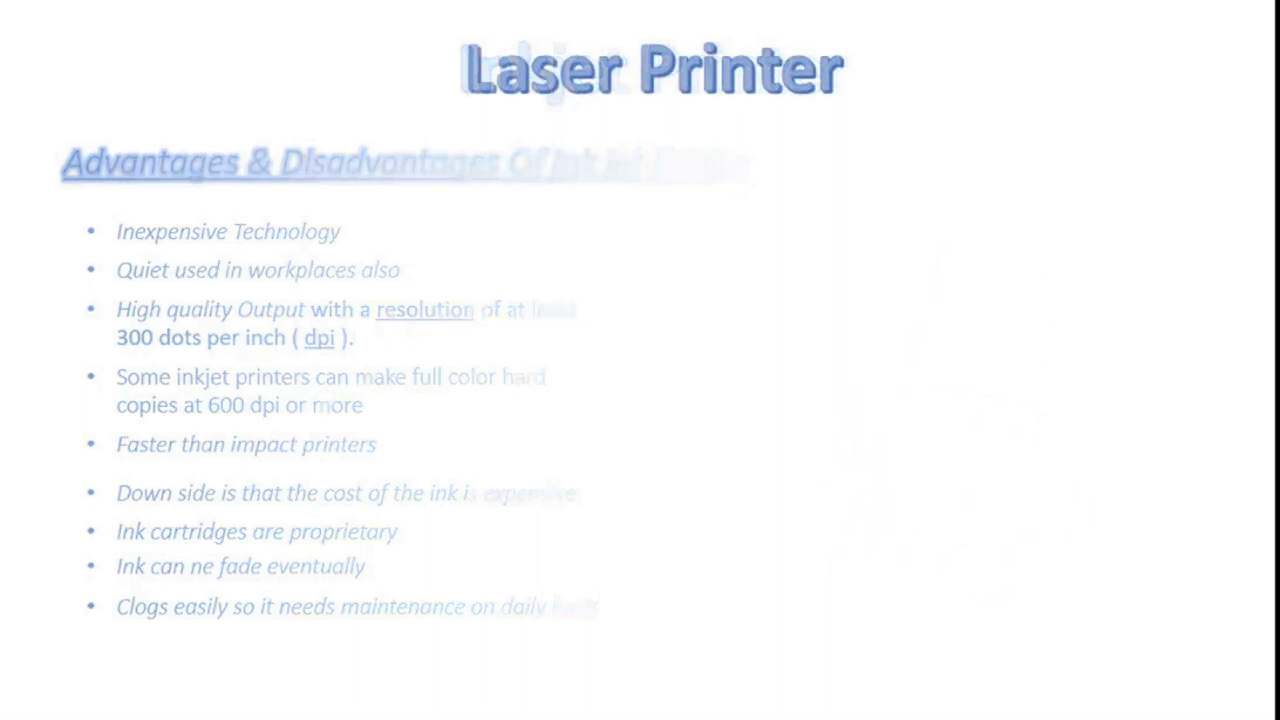 Laser Printer
Advantages & Disadvantages Of Ink Jet Printer
• Inexpensive Technology
• Quiet used in workplaces also
• High quality Output with a resolution of at least
300 dots per inch ( dpi ).
• Some inkjet printers can make full color hard
copies at 600 dpi or more
• Faster than impact printers
• Down side is that the cost of the ink is expensive
• Ink cartridges are proprietary
• Ink can ne fade eventually
• Clogs easily so it needs maintenance on daily